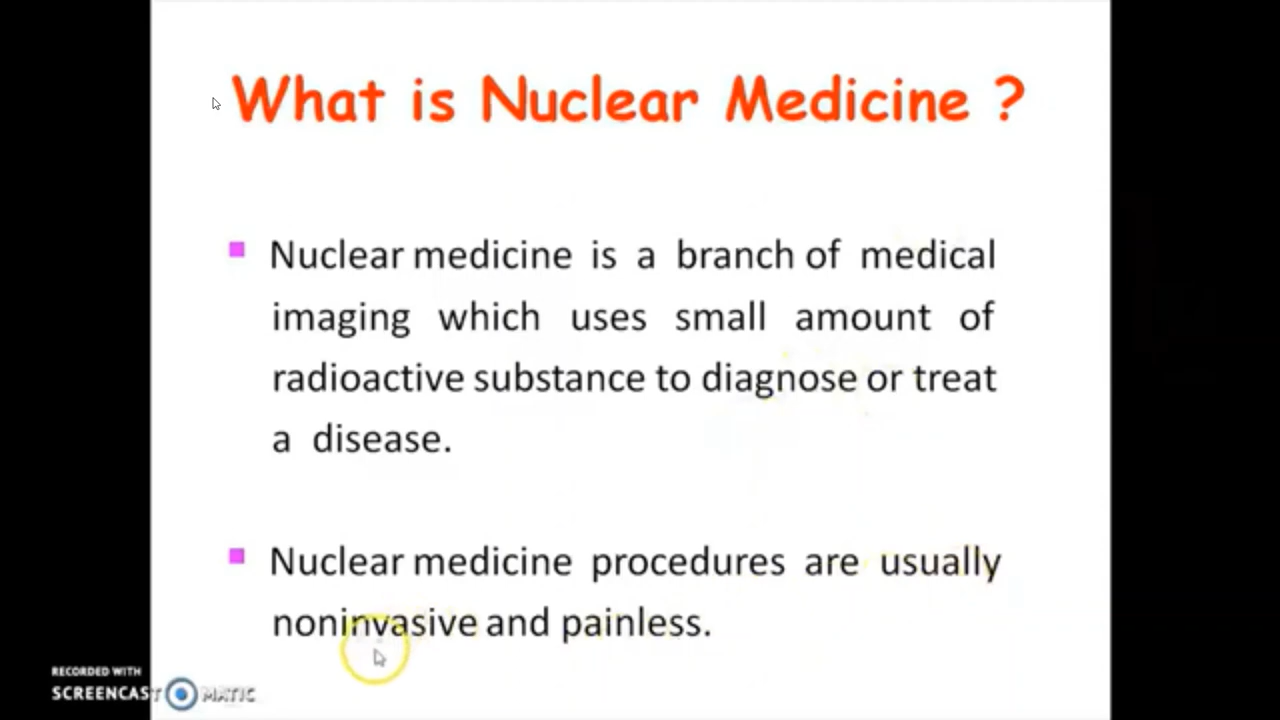 What is Nuclear Medicine ?
Nuclear medicine is a branch of medical
imaging which uses small amount of
radioactive substance to diagnose or treat
a disease.
Nuclear medicine procedures are usually
noninvasive and painless.
RECORDED WITH
SCREENCAST MATIC